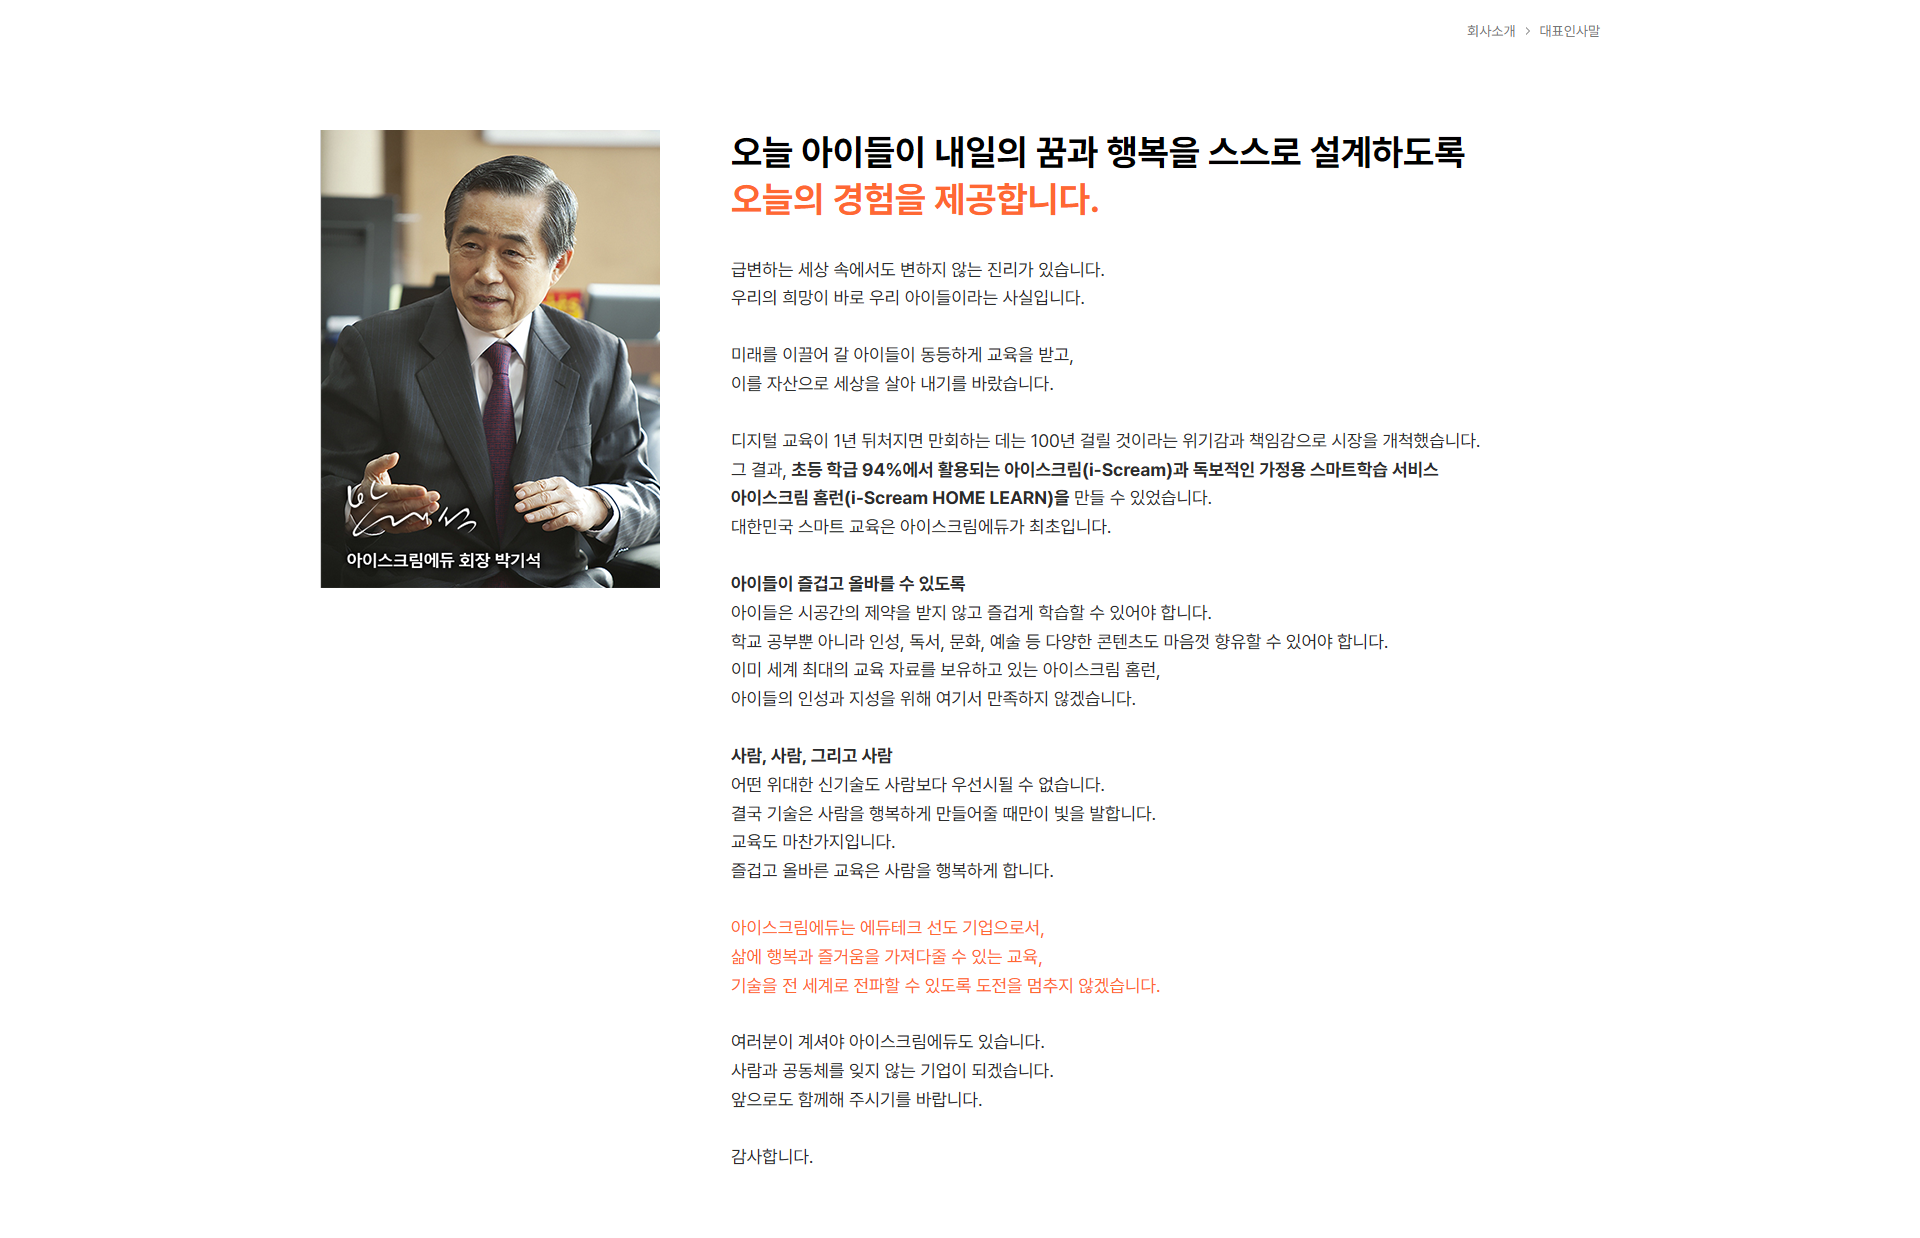 회사소개 > 대표인사말
오늘 아이들이 내일의 꿈과 행복을 스스로 설계하도록
오늘의 경험을 제공합니다.
급변하는 세상 속에서도 변하지 않는 진리가 있습니다.
우리의 희망이 바로 우리 아이들이라는 사실입니다.
미래를 이끌어 갈 아이들이 동등하게 교육을 받고,
이를 자산으로 세상을 살아 내기를 바랐습니다.
디지털 교육이 1년 뒤처지면 만회하는 데는 100년 걸릴 것이라는 위기감과 책임감으로 시장을 개척했습니다.
그 결과, 초등 학급 94%에서 활용되는 아이스크림(i-Scream)과 독보적인 가정용 스마트학습 서비스
아이스크림 홈런(i-Scream HOME LEARN)을 만들 수 있었습니다.
대한민국 스마트 교육은 아이스크림에듀가 최초입니다.
아이들이 즐겁고 올바를 수 있도록
아이들은 시공간의 제약을 받지 않고 즐겁게 학습할 수 있어야 합니다.
학교 공부뿐 아니라 인성, 독서, 문화, 예술 등 다양한 콘텐츠도 마음껏 향유할 수 있어야 합니다.
이미 세계 최대의 교육 자료를 보유하고 있는 아이스크림 홈런,
아이들의 인성과 지성을 위해 여기서 만족하지 않겠습니다.
사람, 사람, 그리고 사람
어떤 위대한 신기술도 사람보다 우선시될 수 없습니다.
결국 기술은 사람을 행복하게 만들어줄 때만이 빛을 발합니다.
교육도 마찬가지입니다.
즐겁고 올바른 교육은 사람을 행복하게 합니다.
아이스크림에듀는 에듀테크 선도 기업으로서,
삶에 행복과 즐거움을 가져다줄 수 있는 교육,
기술을 전 세계로 전파할 수 있도록 도전을 멈추지 않겠습니다.
여러분이 계셔야 아이스크림에듀도 있습니다.
사람과 공동체를 잊지 않는 기업이 되겠습니다.
앞으로도 함께해 주시기를 바랍니다.
감사합니다.
박기석
아이스크림에듀 회장 박기석